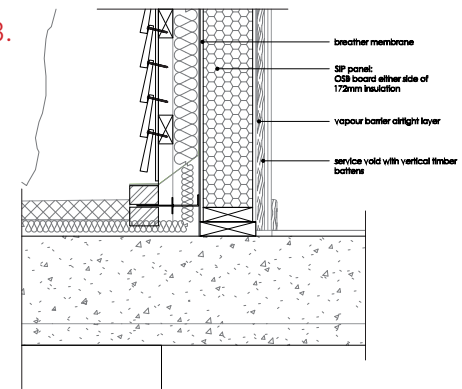 3.
breather membrane
SIP panel:
OSB board either side of
172mm insulation
vapour barrier airtight layer
service void with vertical timber
battens